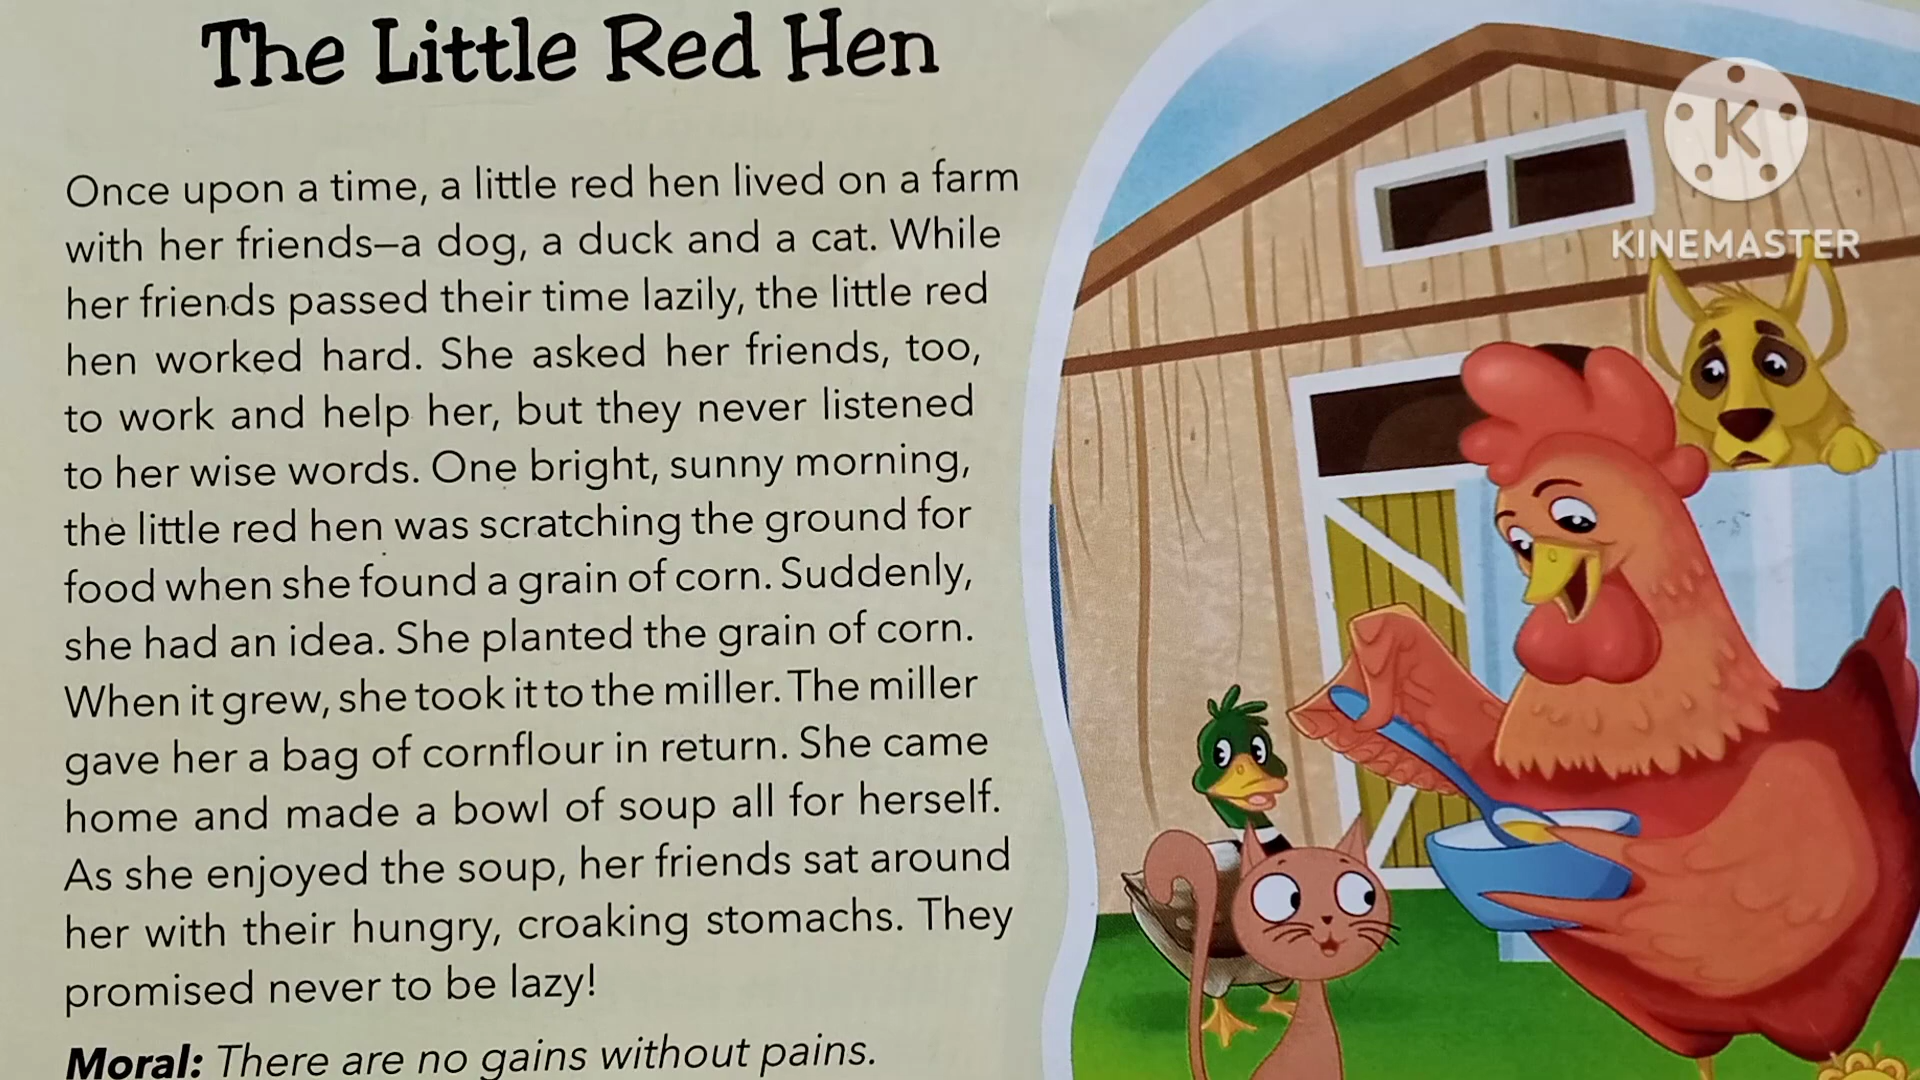 The Little Red Hen
Once upon a time, a little red hen lived on a farm
with her friends—a dog, a duck and a cat. While
her friends passed their time lazily, the little red
hen worked hard. She asked her friends, too,
to work and help her, but they never listened
to her wise words. One bright, sunny morning,
the little red hen was scratching the ground for
food when she found a grain of corn. Suddenly,
she had an idea. She planted the grain of corn.
When it grew, she took it to the miller. The miller
gave her a bag of cornflour in return. She came
home and made a bowl of soup all for herself.
As she enjoyed the soup, her friends sat around
her with their hungry, croaking stomachs. They
promised never to be lazy!
Moral: There are no gains without pains.
K
KINEMASTER